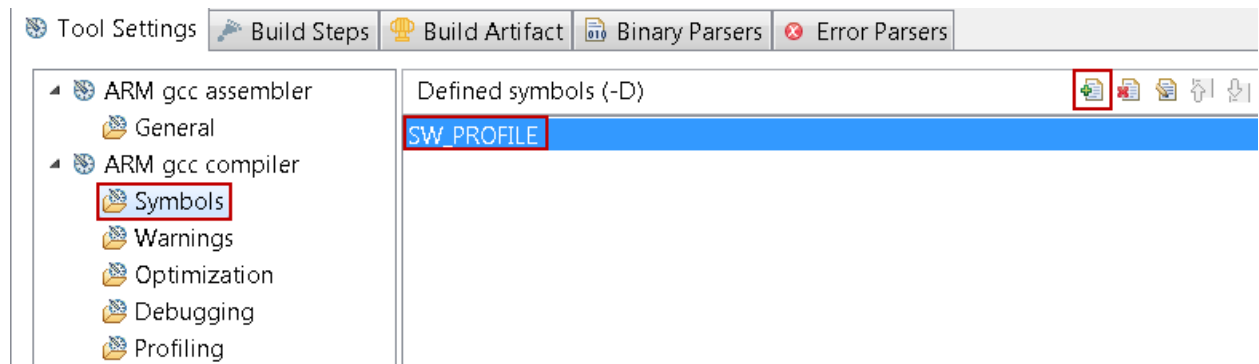 Tool Settings Build Steps Build Artifact Binary Parsers Error Parsers
ARM gcc assembler
General
ARM gcc compiler
Symbols
Warnings
Optimization
Debugging
Profiling
Defined symbols (-D)
SW_PROFILE